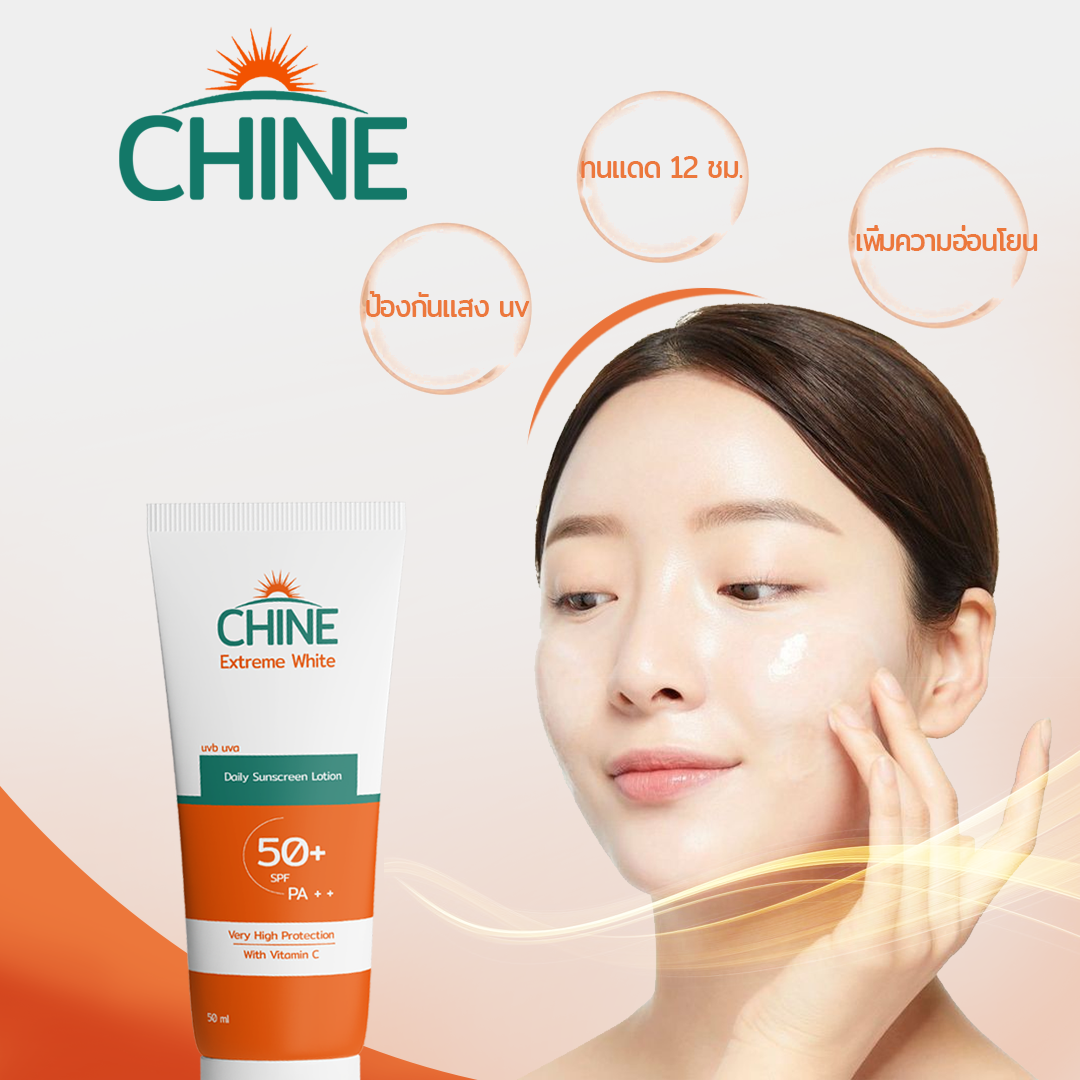 CHINE
ทนแดด 12 ชม.
เพิ่มความอ่อนโยน
ป้องกันแสง uv
CHINE
Extreme White
uvb uva
Daily Sunscreen Lotion
50+
SPF
PA + +
Very High Protection
With Vitamin C
50 ml